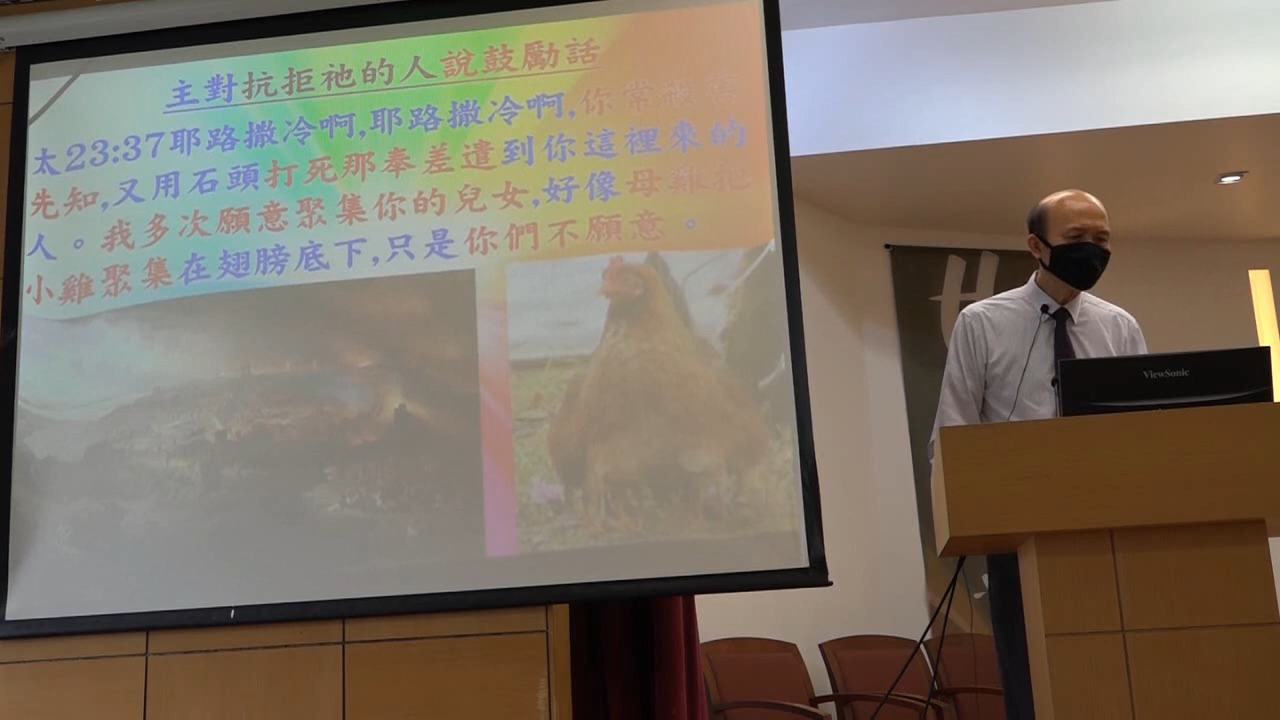 主對抗拒祂的人說鼓勵話
太23:37耶路撒冷啊,耶路撒冷啊,你常殺害
先知,又用石頭打死那奉差遣到你這裡來的
人。我多次願意聚集你的兒女,好像母雞把
小雞聚集在翅膀底下,只是你們不願意。
ViewSonic